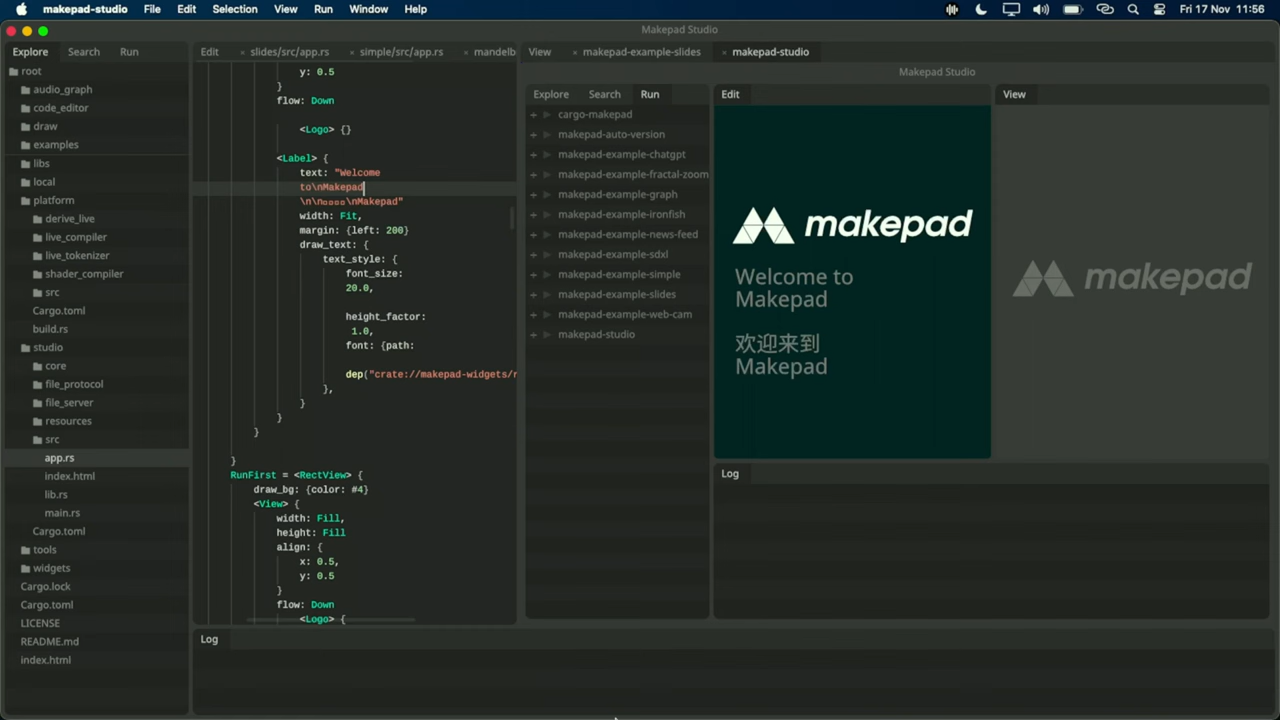 makepad-studio File Edit Selection View Run Window Help Fri 17 Nov 11:56
Makepad Studio
Explore Search Run
root
audio_graph
code_editor
draw
examples
libs
local
platform
derive_live
live_compiler
live_tokenizer
shader_compiler
src
Cargo.toml
build.rs
studio
core
file_protocol
file_server
resources
src
app.rs
index.html
lib.rs
main.rs
Cargo.toml
tools
widgets
Cargo.lock
Cargo.toml
LICENSE
README.md
index.html
Edit × slides/src/app.rs × simple/src/app.rs × mandelb
y: 0.5
}
flow: Down
<Logo> {}
<Label> {
text: "Welcome
to\nMakepad
\n\n▫▫▫▫\nMakepad"
width: Fit,
margin: {left: 200}
draw_text: {
text_style: {
font_size:
20.0,
height_factor:
1.0,
font: {path:
dep("crate://makepad-widgets/r
},
}
}
}
}
RunFirst = <RectView> {
draw_bg: {color: #4}
<View> {
width: Fill,
height: Fill
align: {
x: 0.5,
y: 0.5
}
flow: Down
<Logo> {
Log
View × makepad-example-slides × makepad-studio
Makepad Studio
Explore Search Run
cargo-makepad
makepad-auto-version
makepad-example-chatgpt
makepad-example-fractal-zoom
makepad-example-graph
makepad-example-ironfish
makepad-example-news-feed
makepad-example-sdxl
makepad-example-simple
makepad-example-slides
makepad-example-web-cam
makepad-studio
Edit
makepad
Welcome to
Makepad
欢迎来到
Makepad
View
makepad
Log